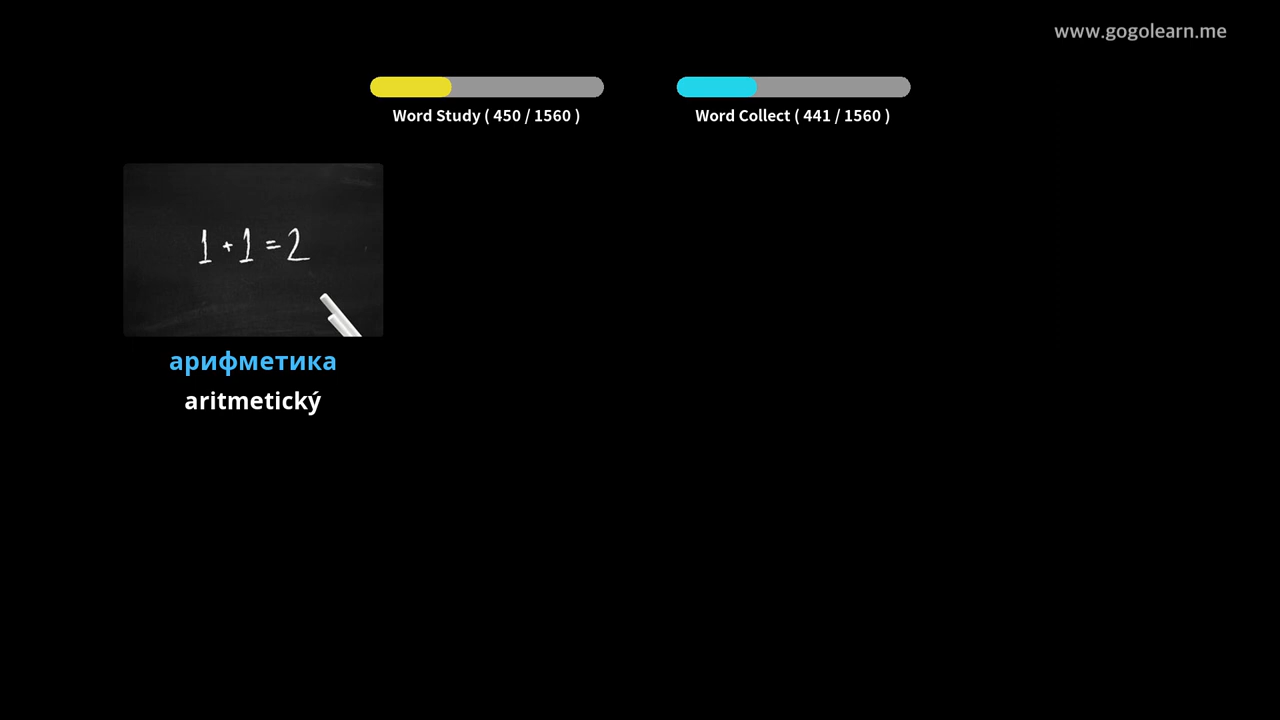 www.gogolearn.me
Word Study ( 450 / 1560 )
Word Collect ( 441 / 1560 )
1 + 1 = 2
арифметика
aritmetický